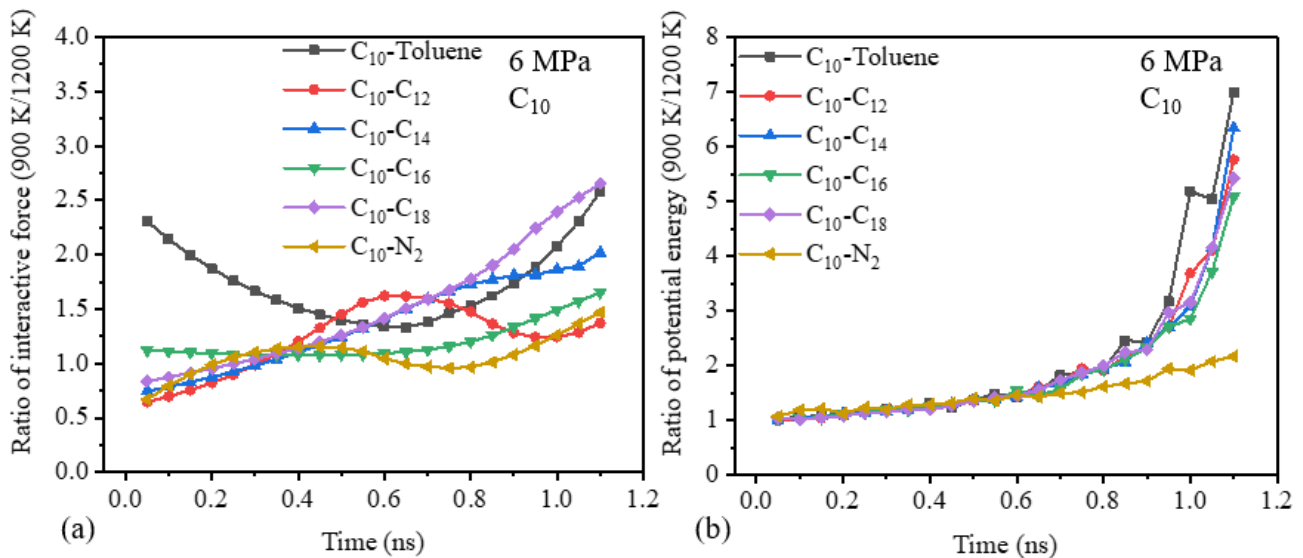 Ratio of interactive force (900 K/1200 K)
4.0
3.5
3.0
2.5
2.0
1.5
1.0
0.5
0.0
C₁₀-Toluene
C₁₀-C₁₂
C₁₀-C₁₄
C₁₀-C₁₆
C₁₀-C₁₈
C₁₀-N₂
6 MPa
C₁₀
0.0 0.2 0.4 0.6 0.8 1.0 1.2
Time (ns)
(a)
Ratio of potential energy (900 K/1200 K)
8
7
6
5
4
3
2
1
0
C₁₀-Toluene
C₁₀-C₁₂
C₁₀-C₁₄
C₁₀-C₁₆
C₁₀-C₁₈
C₁₀-N₂
6 MPa
C₁₀
0.0 0.2 0.4 0.6 0.8 1.0 1.2
Time (ns)
(b)